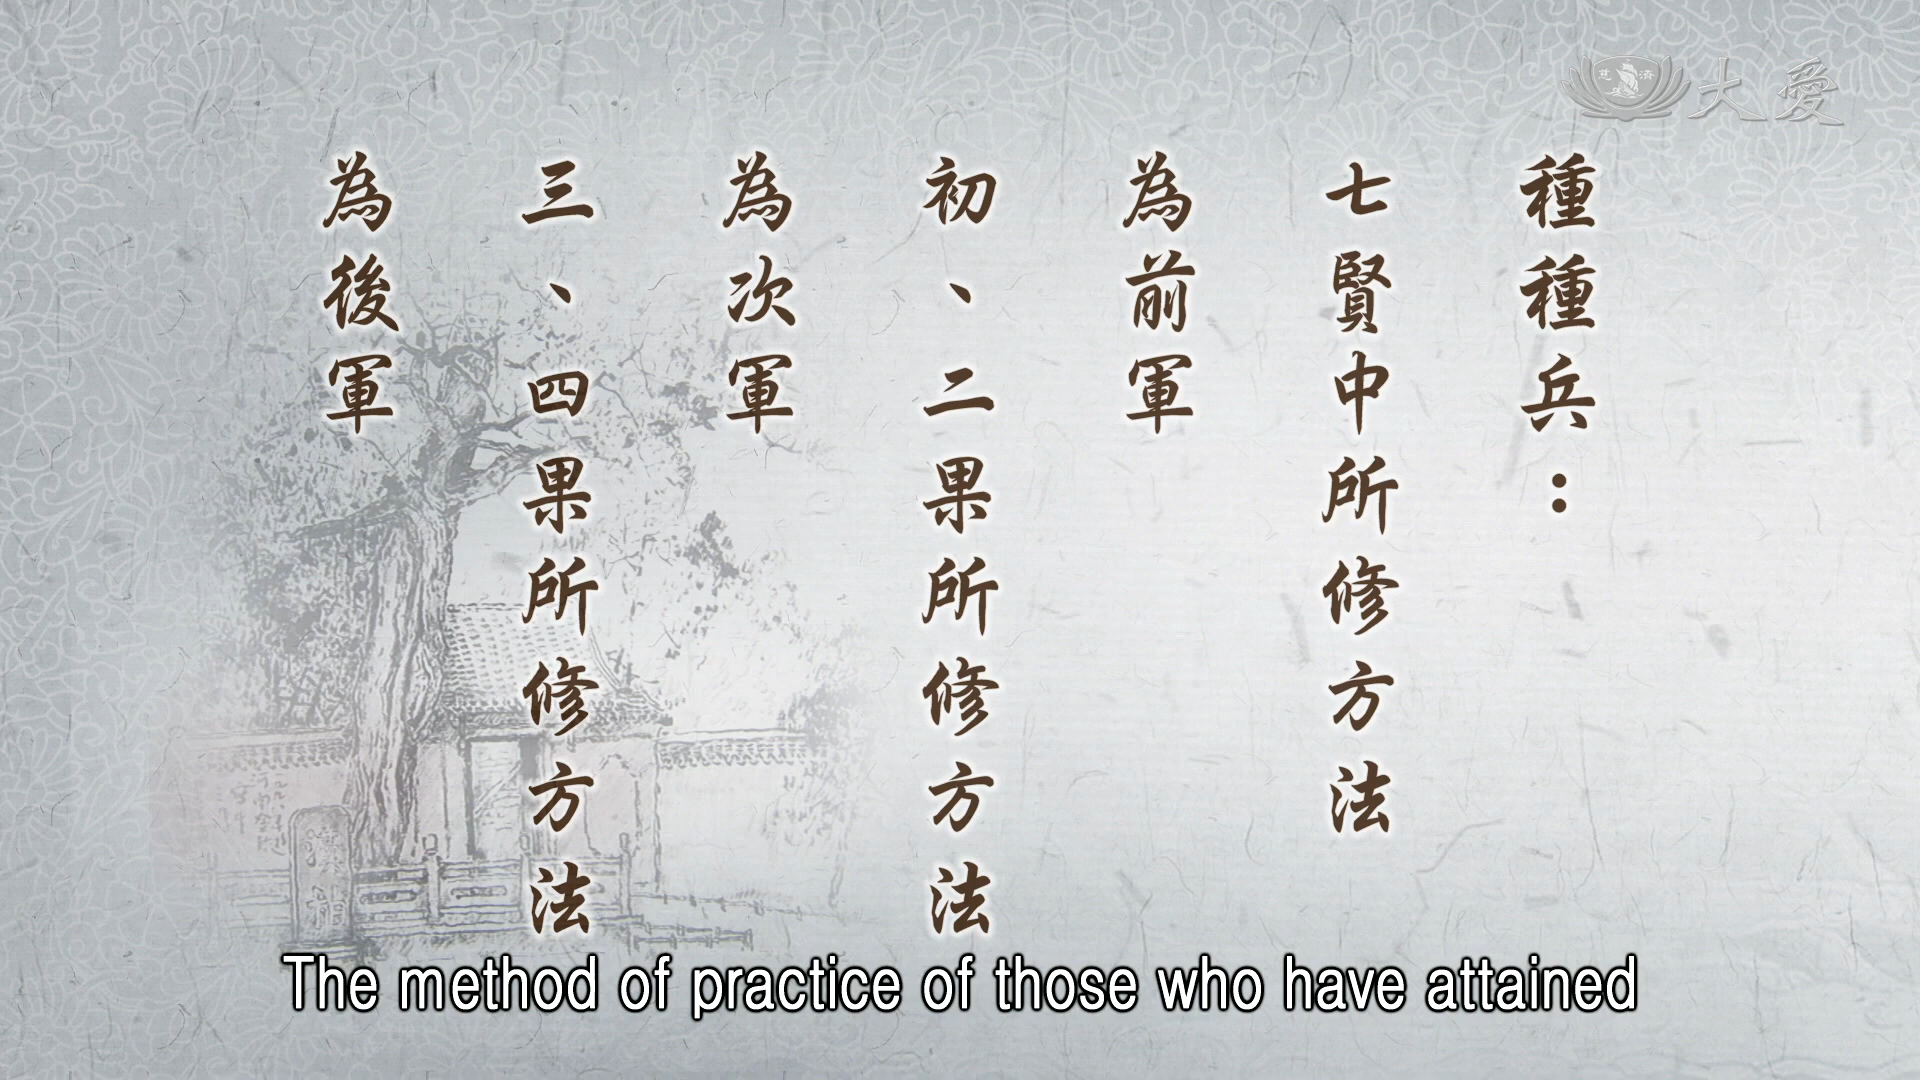 種種兵：
七賢中所修方法
為前軍
初、二果所修方法
為次軍
三、四果所修方法
為後軍
大愛
慈濟
The method of practice of those who have attained